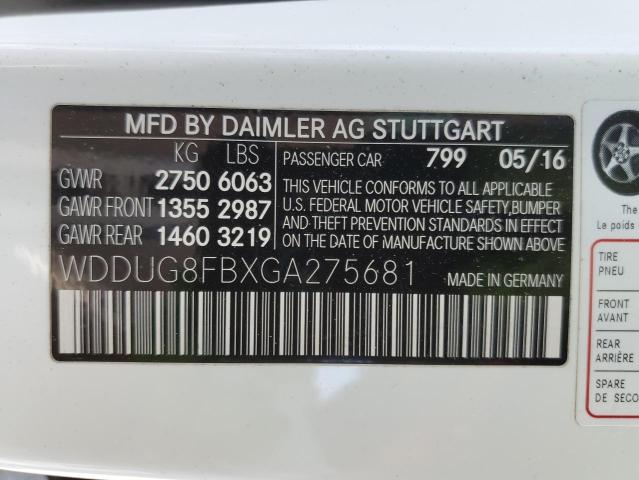 MFD BY DAIMLER AG STUTTGART
KG LBS
PASSENGER CAR 799 05/16
GVWR 2750 6063
GAWR FRONT 1355 2987
GAWR REAR 1460 3219
THIS VEHICLE CONFORMS TO ALL APPLICABLE
U.S. FEDERAL MOTOR VEHICLE SAFETY,BUMPER
AND THEFT PREVENTION STANDARDS IN EFFECT
ON THE DATE OF MANUFACTURE SHOWN ABOVE.
WDDUG8FBXGA275681
The
Le poids
TIRE
PNEU
FRONT
AVANT
REAR
ARRIÈRE
SPARE
DE SECO